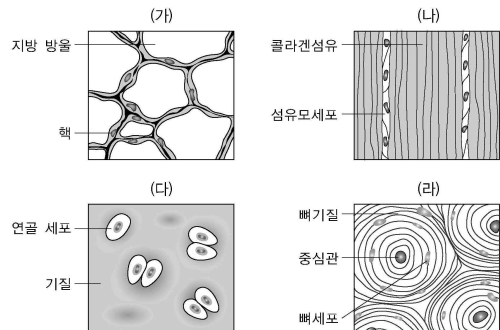 (가)
지방 방울
핵
(나)
콜라겐섬유
섬유모세포
(다)
연골 세포
기질
(라)
뼈기질
중심관
뼈세포